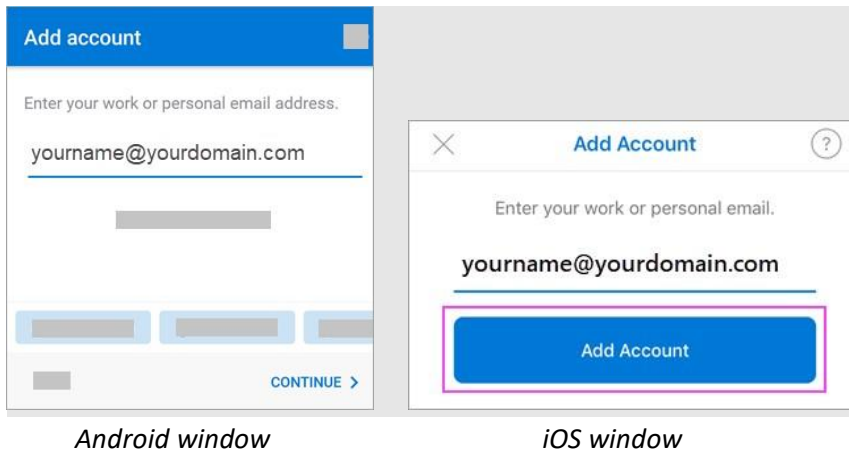 Add account
Enter your work or personal email address.
yourname@yourdomain.com
CONTINUE >
Add Account
?
Enter your work or personal email.
yourname@yourdomain.com
Add Account
Android window
iOS window